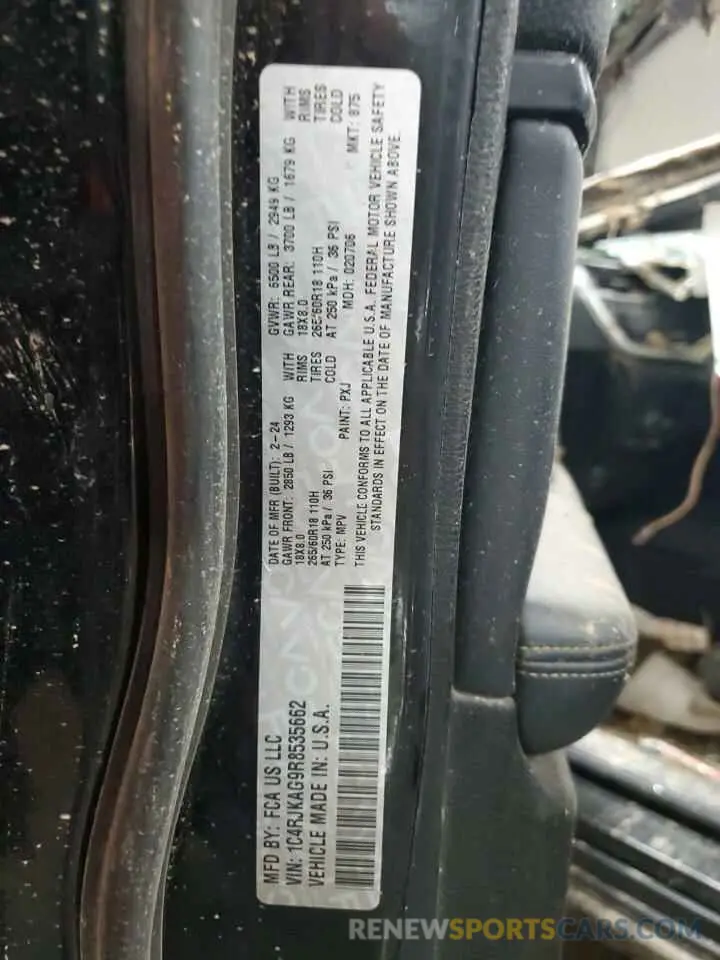 MFD BY: FCA US LLC
VIN: 1C4RJKAG9R8535662
VEHICLE MADE IN: U.S.A.
DATE OF MFR (BUILT): 2-24 GVWR: 6500 LB / 2949 KG
GAWR FRONT: 2850 LB / 1293 KG WITH GAWR REAR: 3700 LB / 1679 KG WITH
18X8.0 RIMS 18X8.0 RIMS
265/60R18 110H TIRES 265/60R18 110H TIRES
AT 250 kPa / 36 PSI COLD AT 250 kPa / 36 PSI COLD
TYPE: MPV PAINT: PXJ MDH: 020706 MKT: 875
THIS VEHICLE CONFORMS TO ALL APPLICABLE U.S.A. FEDERAL MOTOR VEHICLE SAFETY
STANDARDS IN EFFECT ON THE DATE OF MANUFACTURE SHOWN ABOVE.
RENEWSPORTSCARS.COM